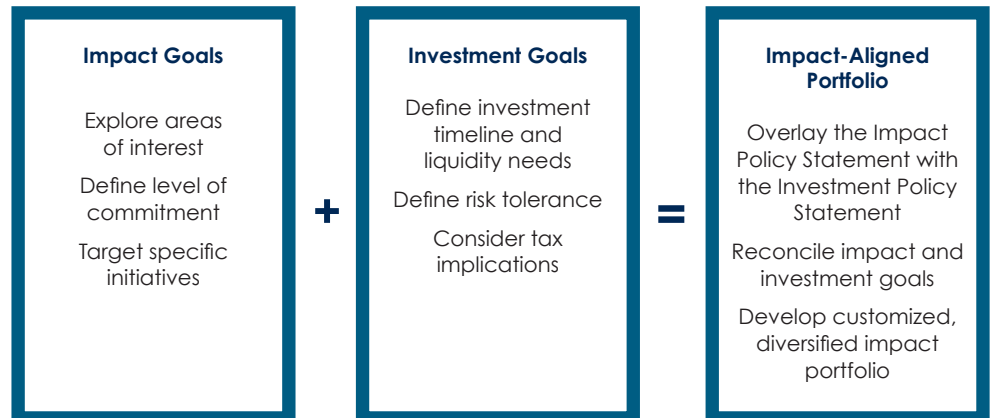 Impact Goals
Explore areas
of interest
Define level of
commitment
Target specific
initiatives
+
Investment Goals
Define investment
timeline and
liquidity needs
Define risk tolerance
Consider tax
implications
=
Impact-Aligned
Portfolio
Overlay the Impact
Policy Statement with
the Investment Policy
Statement
Reconcile impact and
investment goals
Develop customized,
diversified impact
portfolio